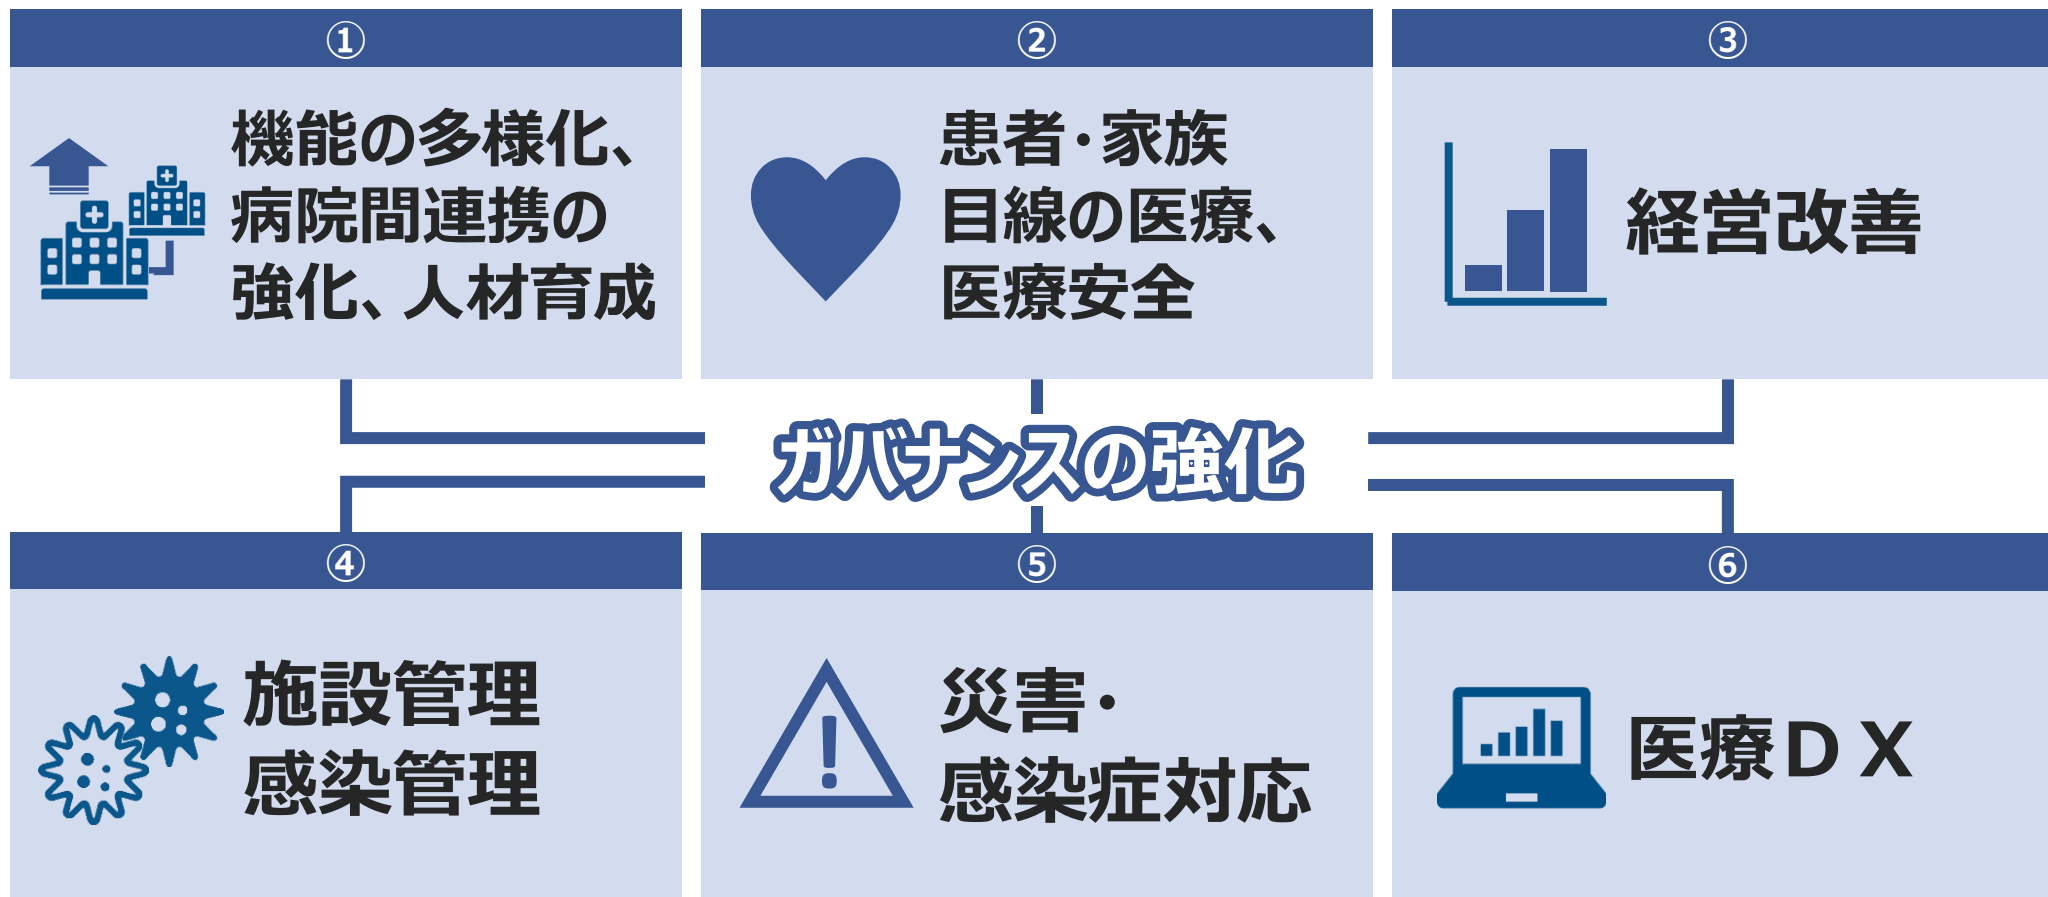 ①
機能の多様化、
病院間連携の
強化、人材育成
②
患者・家族
目線の医療、
医療安全
③
経営改善
ガバナンスの強化
④
施設管理
感染管理
⑤
災害・
感染症対応
⑥
医療ＤＸ